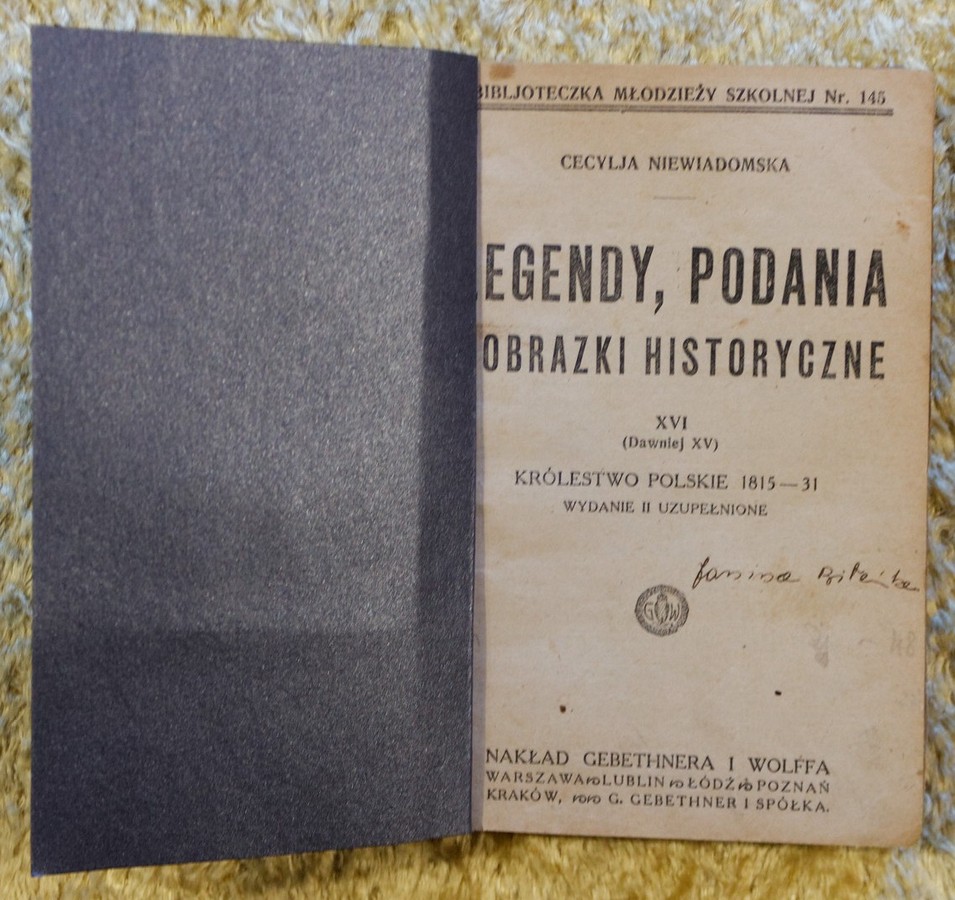 BIBLJOTECZKA MŁODZIEŻY SZKOLNEJ Nr. 145
CECYLJA NIEWIADOMSKA
EGENDY, PODANIA
OBRAZKI HISTORYCZNE
XVI
(Dawniej XV)
KRÓLESTWO POLSKIE 1815—31
WYDANIE II UZUPEŁNIONE
Janina
G W
NAKŁAD GEBETHNERA I WOLFFA
WARSZAWA LUBLIN ŁÓDŹ POZNAŃ
KRAKÓW, G. GEBETHNER I SPÓŁKA.